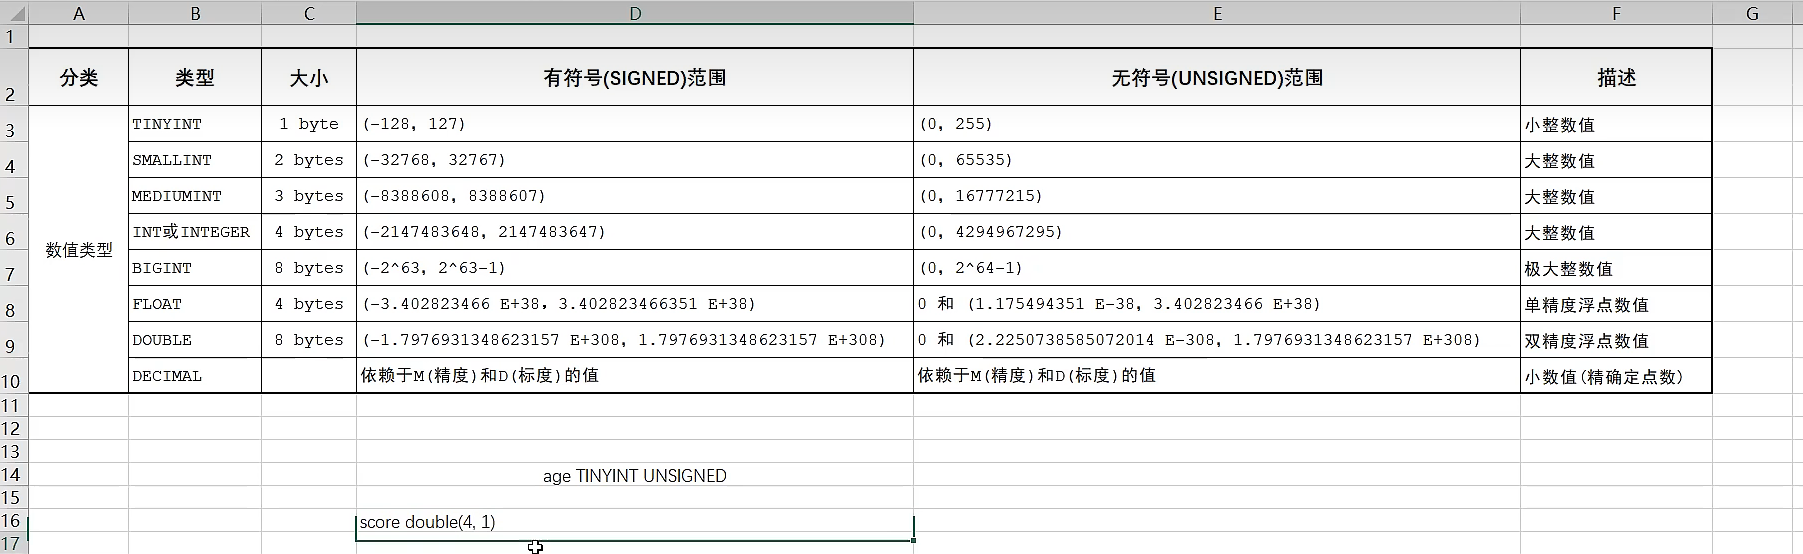 A B C D E F G
1
2 分类 类型 大小 有符号(SIGNED)范围 无符号(UNSIGNED)范围 描述
3 TINYINT 1 byte (-128, 127) (0, 255) 小整数值
4 SMALLINT 2 bytes (-32768, 32767) (0, 65535) 大整数值
5 MEDIUMINT 3 bytes (-8388608, 8388607) (0, 16777215) 大整数值
6 INT或INTEGER 4 bytes (-2147483648, 2147483647) (0, 4294967295) 大整数值
数值类型
7 BIGINT 8 bytes (-2^63, 2^63-1) (0, 2^64-1) 极大整数值
8 FLOAT 4 bytes (-3.402823466 E+38, 3.402823466351 E+38) 0 和 (1.175494351 E-38, 3.402823466 E+38) 单精度浮点数值
9 DOUBLE 8 bytes (-1.7976931348623157 E+308, 1.7976931348623157 E+308) 0 和 (2.2250738585072014 E-308, 1.7976931348623157 E+308) 双精度浮点数值
10 DECIMAL 依赖于M(精度)和D(标度)的值 依赖于M(精度)和D(标度)的值 小数值(精确定点数)
11
12
13
14 age TINYINT UNSIGNED
15
16 score double(4, 1)
17